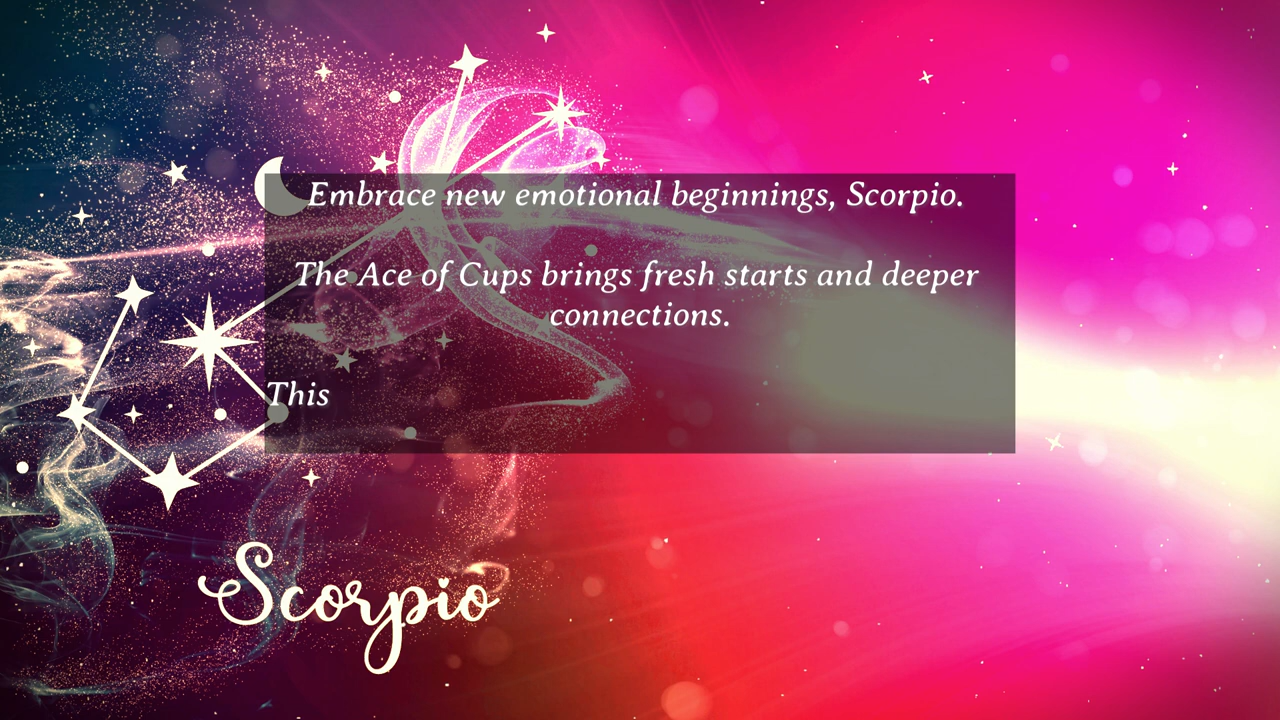 Embrace new emotional beginnings, Scorpio.
The Ace of Cups brings fresh starts and deeper
connections.
This
Scorpio